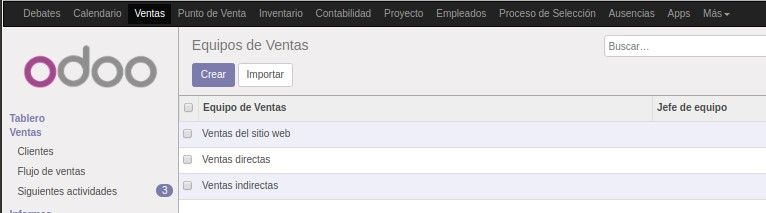 Debates Calendario Ventas Punto de Venta Inventario Contabilidad Proyecto Empleados Proceso de Selección Ausencias Apps Más
odoo
Equipos de Ventas
Buscar...
Crear Importar
Equipo de Ventas Jefe de equipo
Ventas del sitio web
Ventas directas
Ventas indirectas
Tablero
Ventas
Clientes
Flujo de ventas
Siguientes actividades 3
Informes